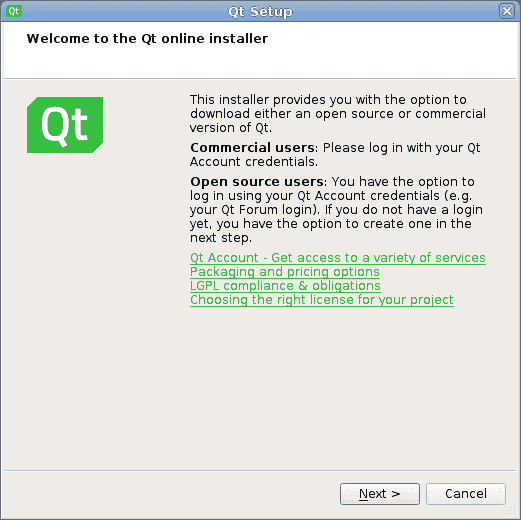 Qt Qt Setup
Welcome to the Qt online installer
Qt
This installer provides you with the option to
download either an open source or commercial
version of Qt.
Commercial users: Please log in with your Qt
Account credentials.
Open source users: You have the option to
log in using your Qt Account credentials (e.g.
your Qt Forum login). If you do not have a login
yet, you have the option to create one in the
next step.
Qt Account - Get access to a variety of services
Packaging and pricing options
LGPL compliance & obligations
Choosing the right license for your project
Next > Cancel